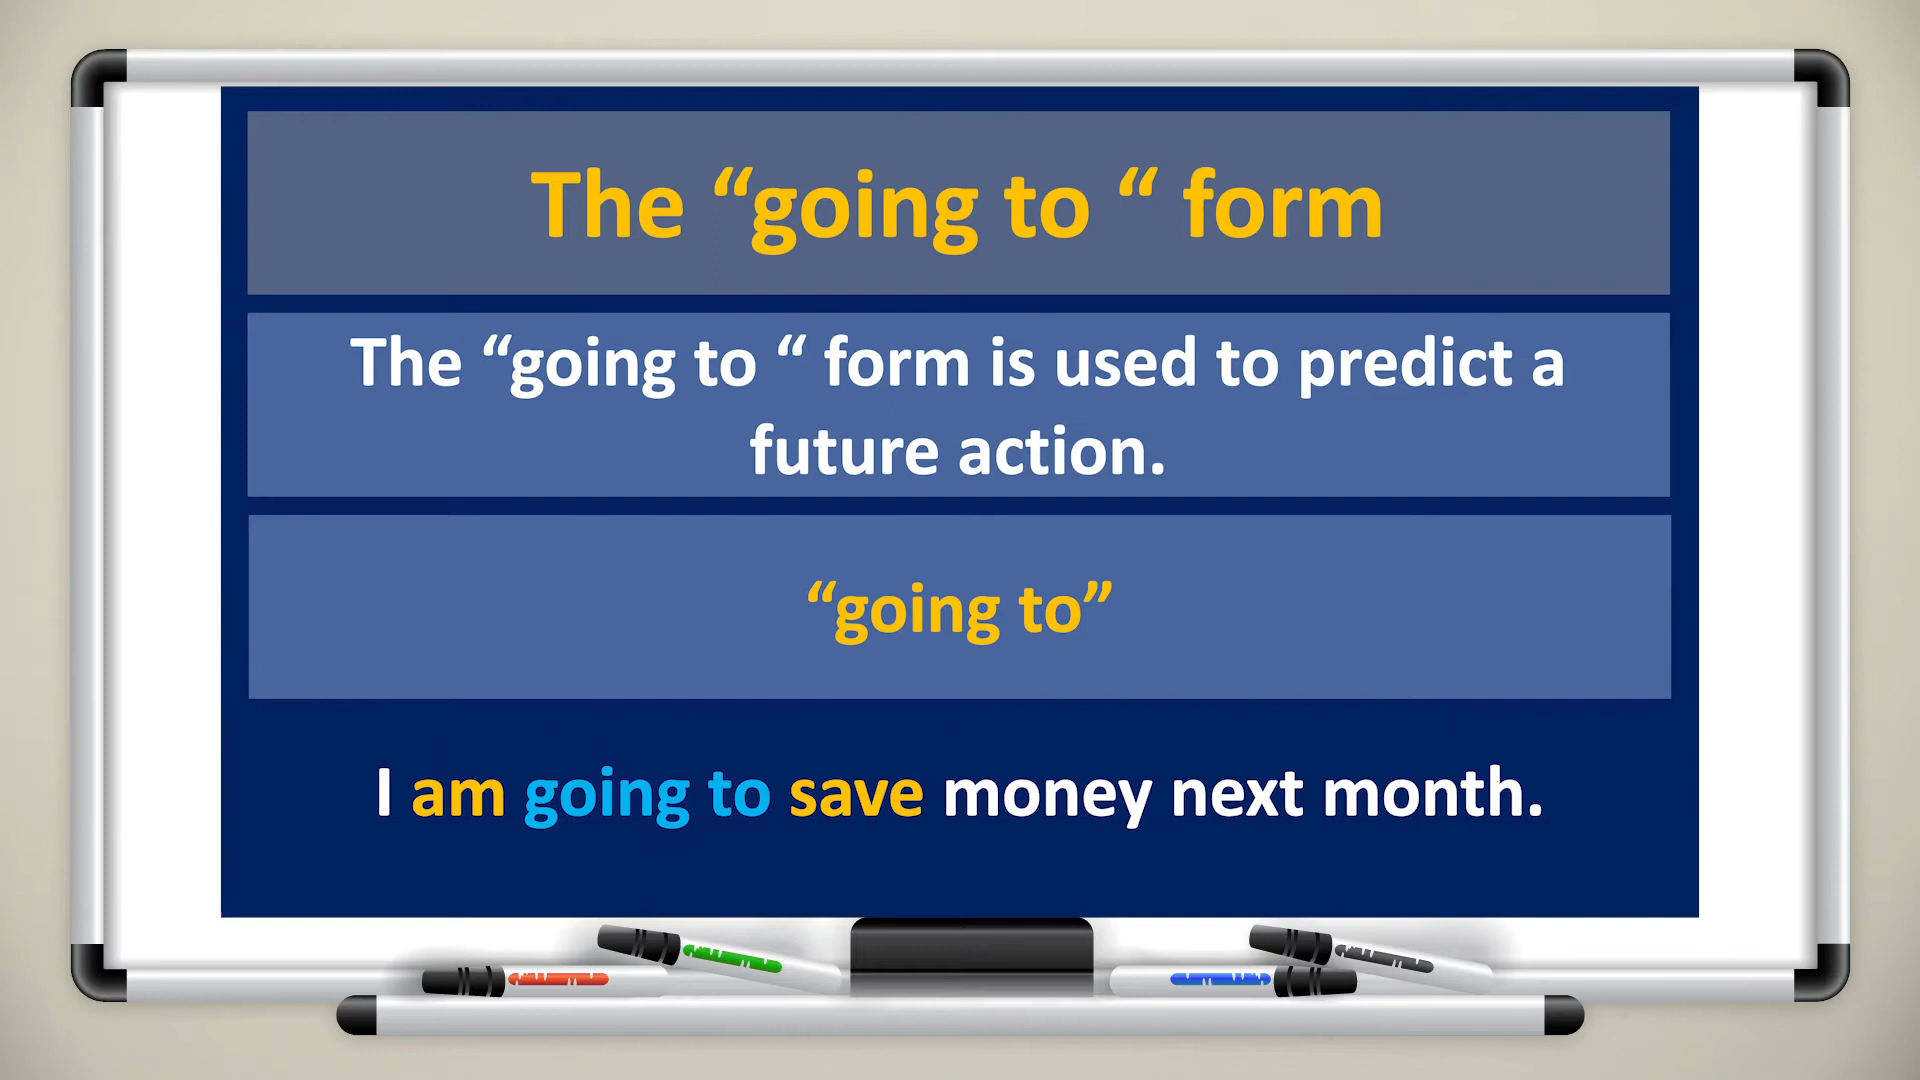 The “going to “ form
The “going to “ form is used to predict a
future action.
“going to”
I am going to save money next month.